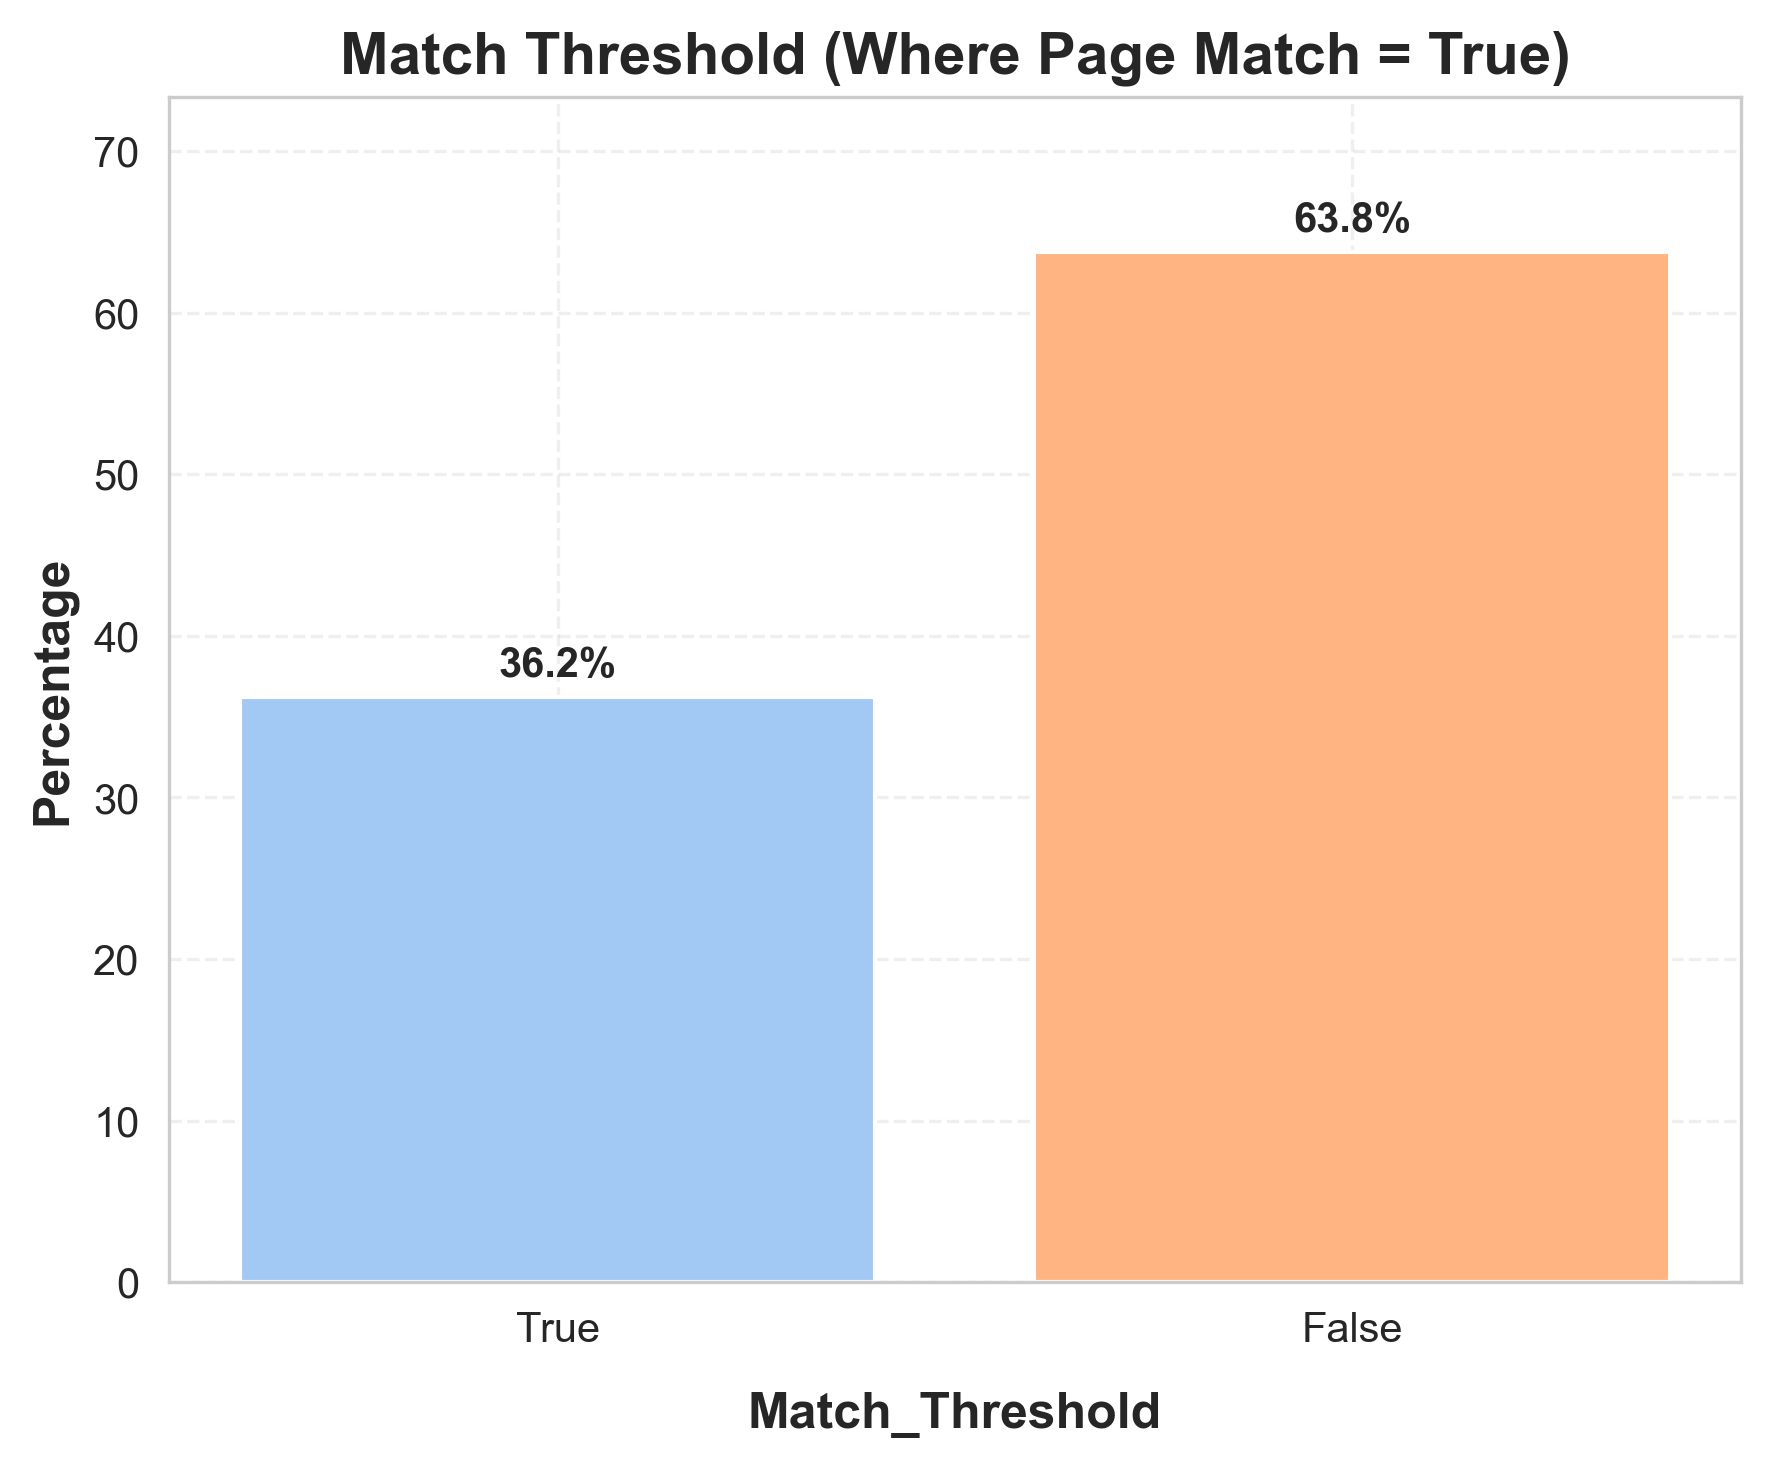 Match Threshold (Where Page Match = True)
70
60
50
40
30
20
10
0
Percentage
36.2%
63.8%
True
False
Match_Threshold